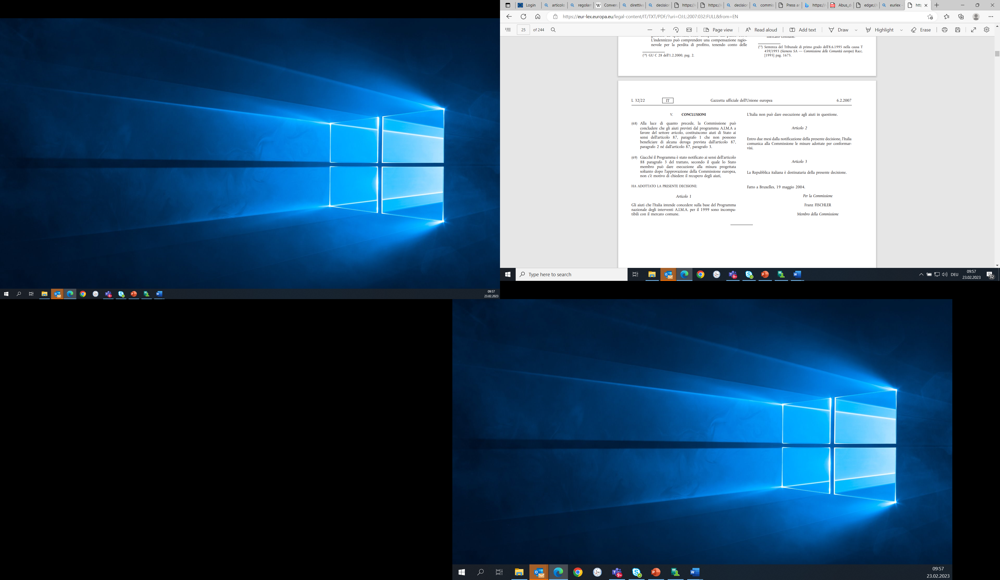 Login
articolo
regolam
Conven
direttiva
decision
https://
https://
decision
commis
Press an
https://
Abus_d
edge://
eurlex -
https://eur-lex.europa.eu/legal-content/IT/TXT/PDF/?uri=OJ:L:2007:032:FULL&from=EN
25 of 244
Page view
Read aloud
Add text
Draw
Highlight
Erase
L'indennizzo può comprendere una compensazione ragio-
nevole per la perdita di profitto, tenendo conto delle
(14) GU C 28 dell'1.2.2000, pag. 2.
mercato comune.
(15) Sentenza del Tribunale di primo grado dell'8.6.1995 nella causa T
459/1993 (Siemens SA — Commissione delle Comunità europee) Racc.
[1995] pag. 1675.
L 32/22 IT Gazzetta ufficiale dell'Unione europea 6.2.2007
V. CONCLUSIONI
(68) Alla luce di quanto precede, la Commissione può
concludere che gli aiuti previsti dal programma A.I.M.A a
favore del settore avicolo, costituiscono aiuti di Stato ai
sensi dell'articolo 87, paragrafo 1 che non possono
beneficiare di alcuna deroga prevista dall'articolo 87,
paragrafo 2 né dall'articolo 87, paragrafo 3.
(69) Giacché il Programma è stato notificato ai sensi dell'articolo
88 paragrafo 3 del trattato, secondo il quale lo Stato
membro può dare esecuzione alla misura progettata
soltanto dopo l'approvazione della Commissione europea,
non c'è motivo di chiedere il recupero degli aiuti,
HA ADOTTATO LA PRESENTE DECISIONE:
Articolo 1
Gli aiuti che l'Italia intende concedere sulla base del Programma
nazionale degli interventi A.I.M.A. per il 1999 sono incompa-
tibili con il mercato comune.
L'Italia non può dare esecuzione agli aiuti in questione.
Articolo 2
Entro due mesi dalla notificazione della presente decisione, l'Italia
comunica alla Commissione le misure adottate per conformar-
visi.
Articolo 3
La Repubblica italiana è destinataria della presente decisione.
Fatto a Bruxelles, 19 maggio 2004.
Per la Commissione
Franz FISCHLER
Membro della Commissione
Type here to search
DEU
09:57
23.02.2023
32
09:57
23.02.2023
09:57
23.02.2023